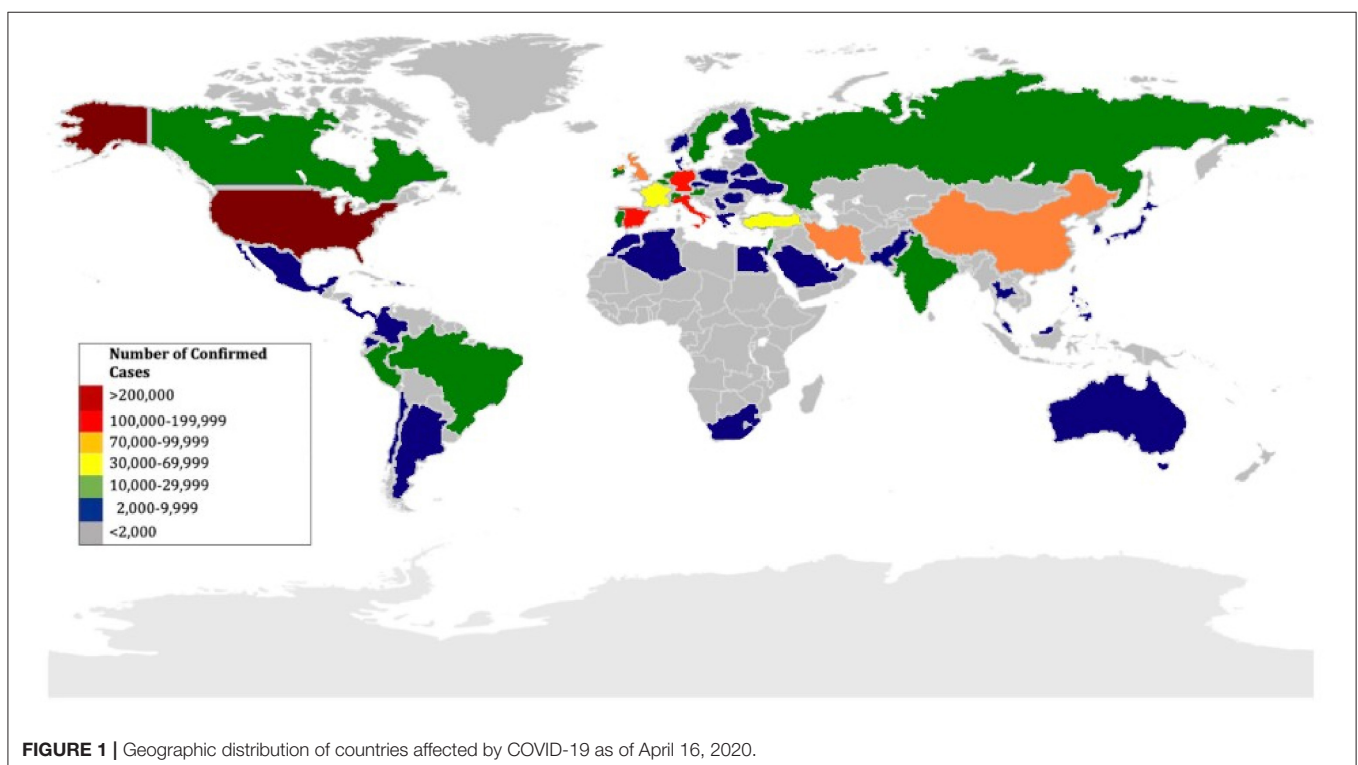 Number of Confirmed
Cases
>200,000
100,000-199,999
70,000-99,999
30,000-69,999
10,000-29,999
2,000-9,999
<2,000
FIGURE 1 | Geographic distribution of countries affected by COVID-19 as of April 16, 2020.